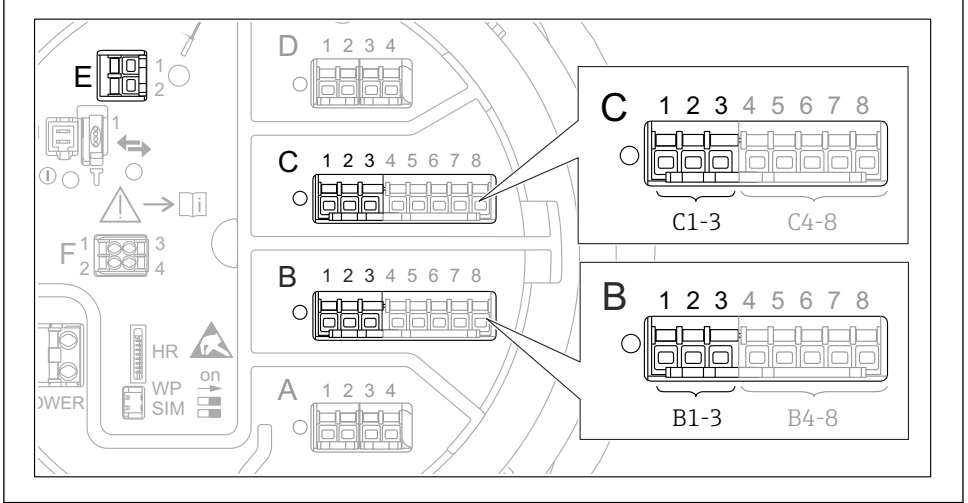 D 1 2 3 4
E 1
2
1
C 1 2 3 4 5 6 7 8
C 1 2 3 4 5 6 7 8
C1-3 C4-8
i
F 1 3
2 4
B 1 2 3 4 5 6 7 8
B 1 2 3 4 5 6 7 8
B1-3 B4-8
HR
on
WP
SIM
OWER
A 1 2 3 4